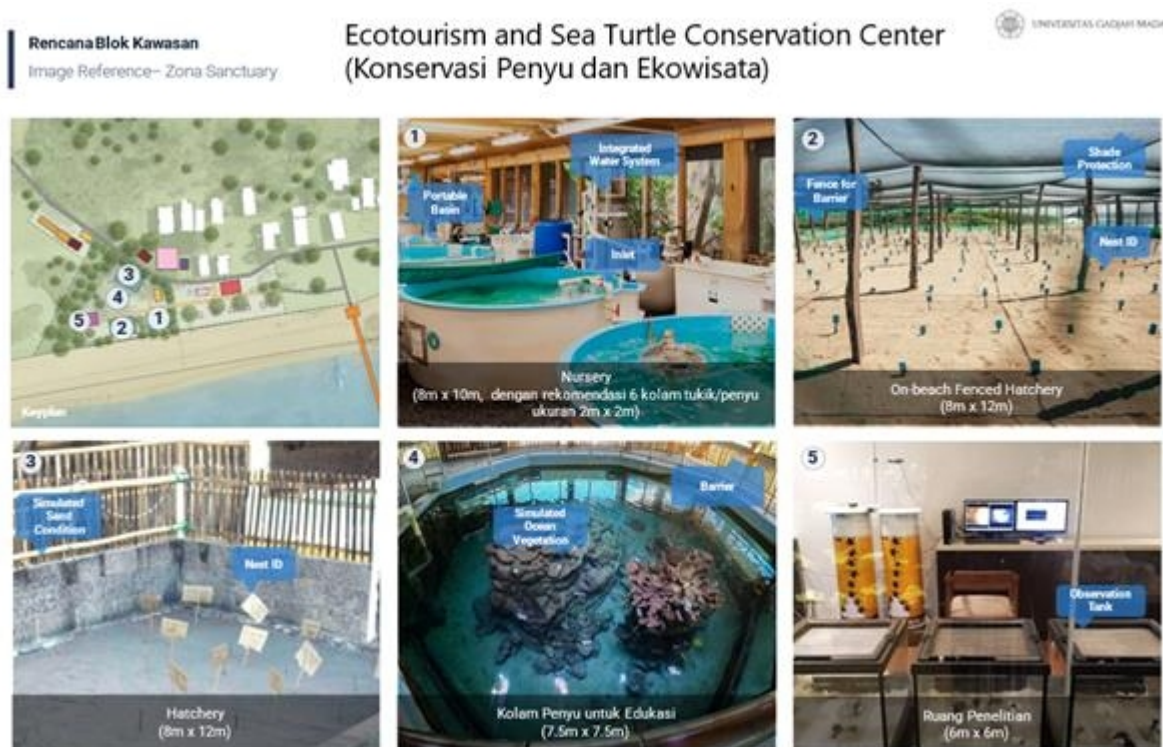 Rencana Blok Kawasan
Image Reference– Zona Sanctuary
Ecotourism and Sea Turtle Conservation Center
(Konservasi Penyu dan Ekowisata)
UNIVERSITAS GADJAH MADA
3
4
5
2
1
Keyplan
1
Integrated
Water System
Portable
Basin
Inlet
Nursery
(8m x 10m, dengan rekomendasi 6 kolam tukik/penyu
ukuran 2m x 2m)
2
Shade
Protection
Fence for
Barrier
Nest ID
On-beach Fenced Hatchery
(8m x 12m)
3
Simulated
Sand
Condition
Nest ID
Hatchery
(8m x 12m)
4
Barrier
Simulated
Ocean
Vegetation
Kolam Penyu untuk Edukasi
(7.5m x 7.5m)
5
Observation
Tank
Ruang Penelitian
(6m x 6m)